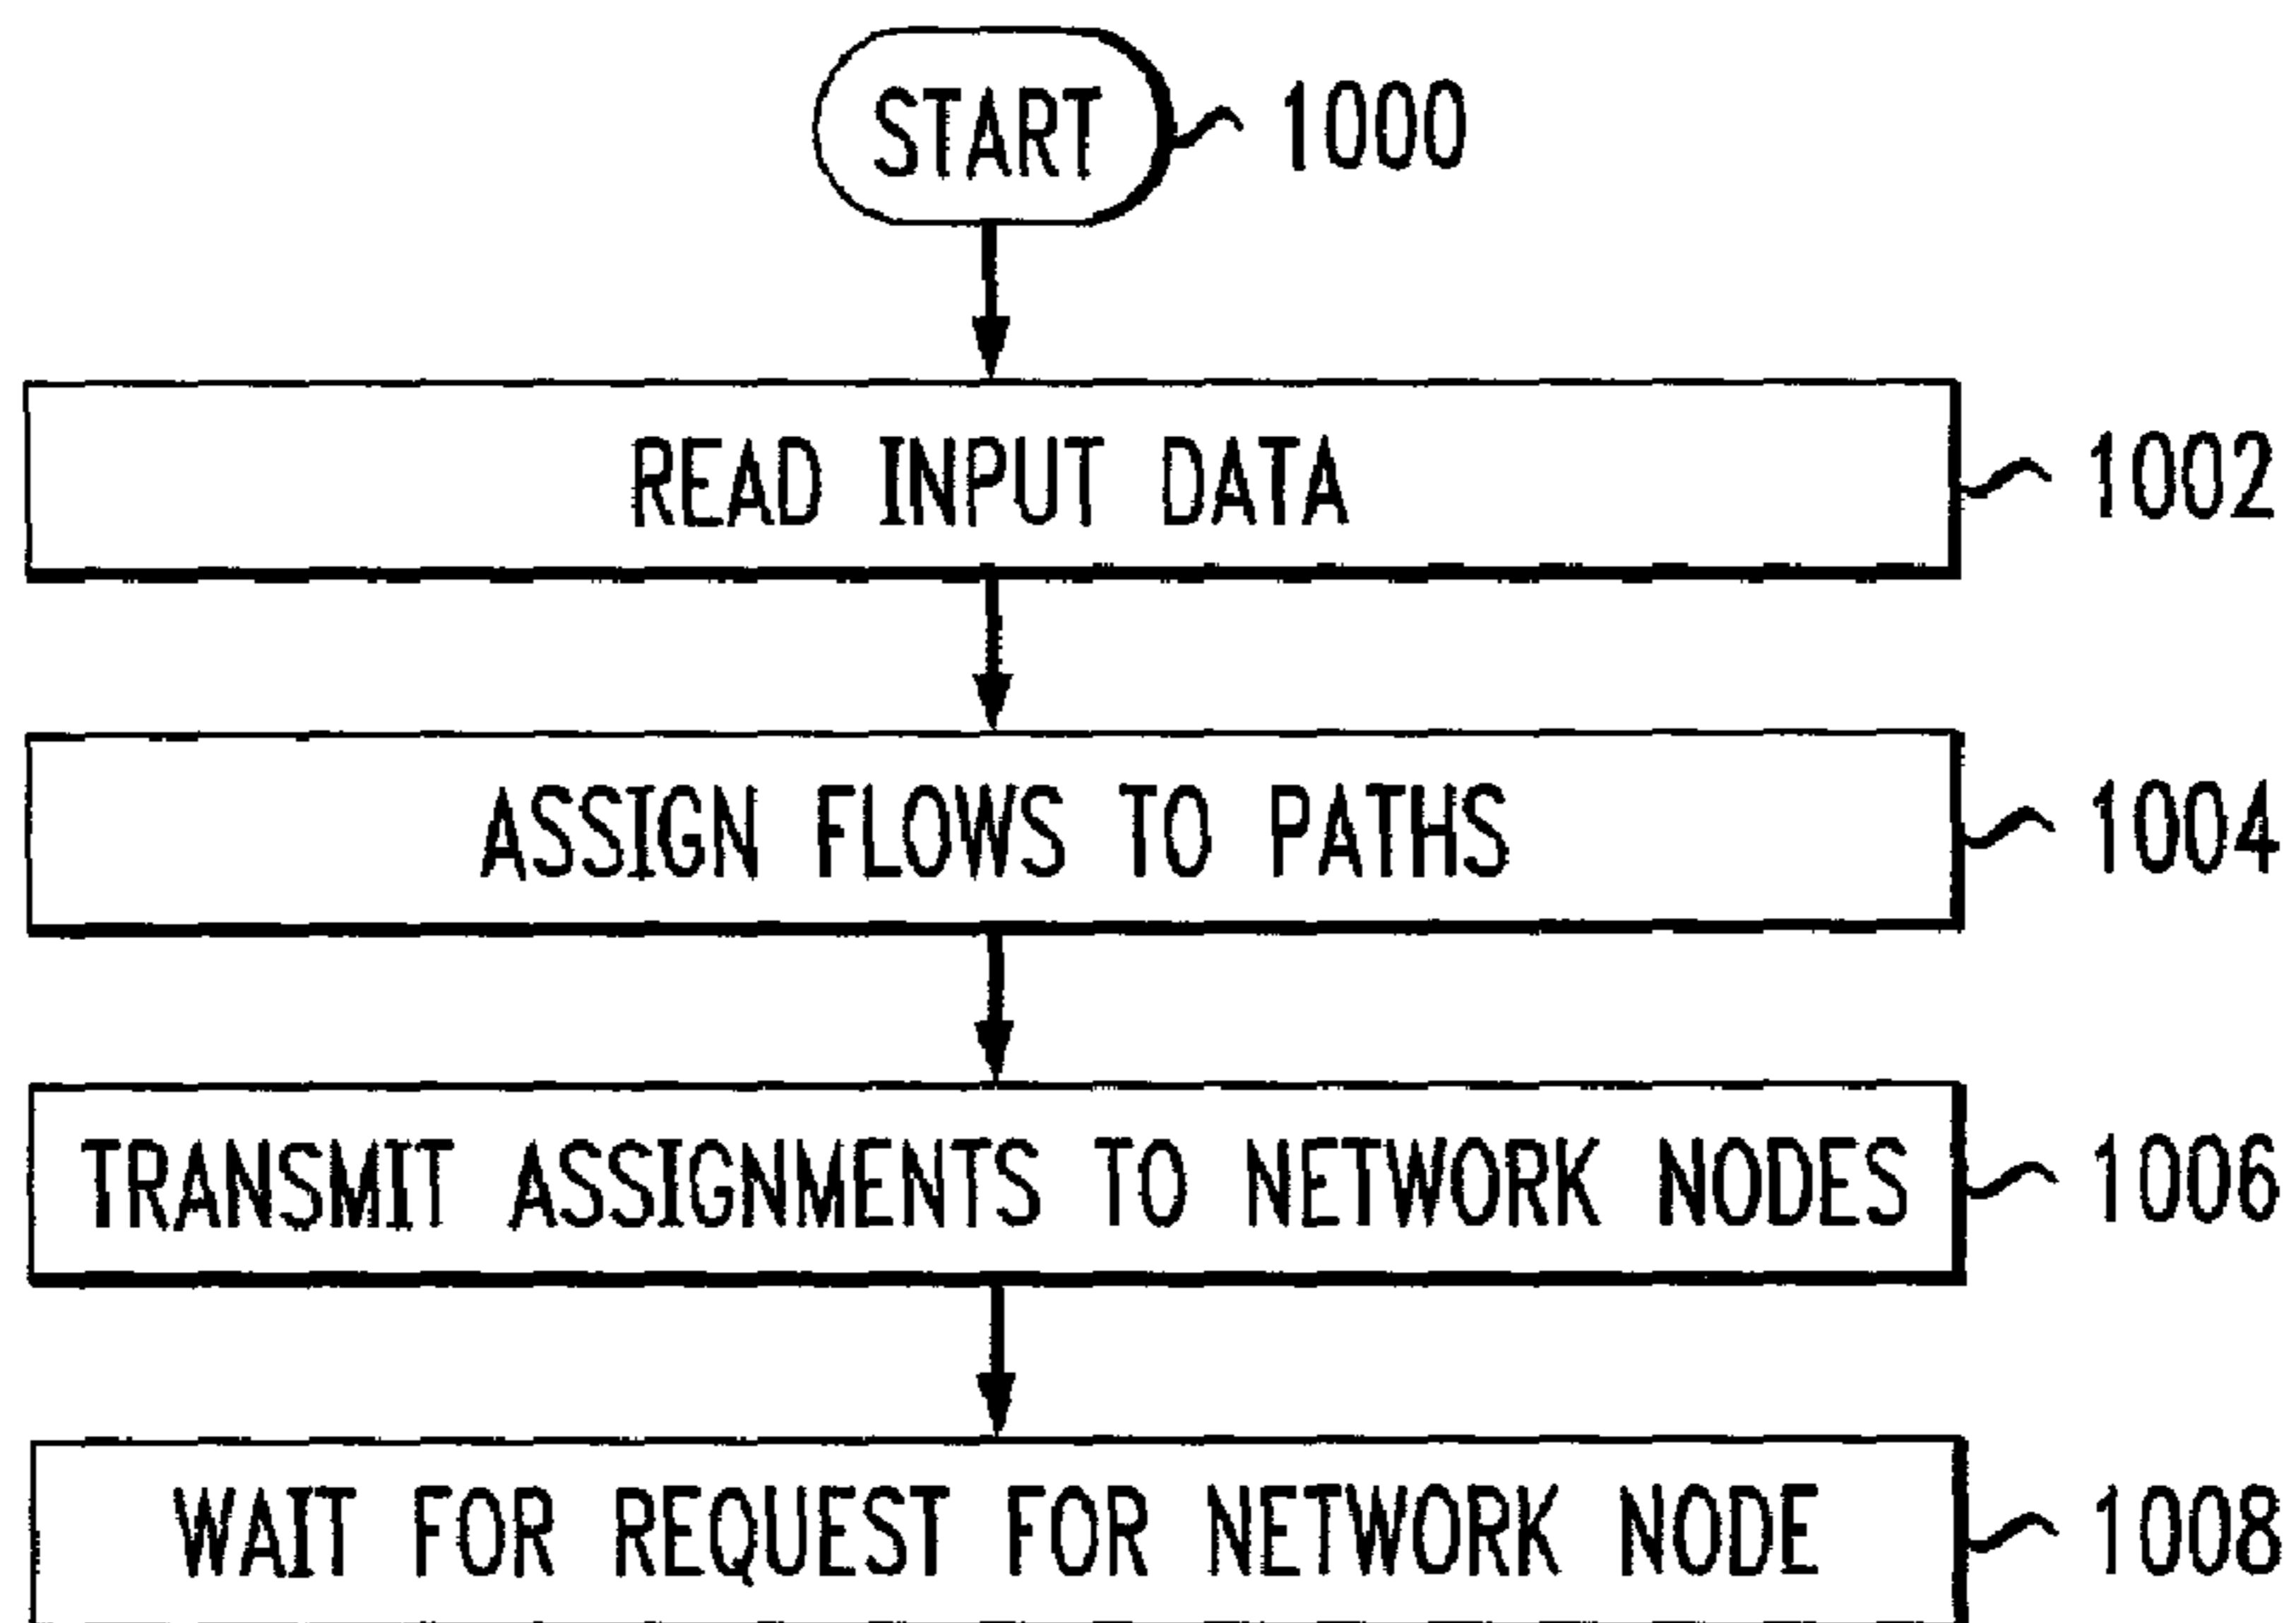 START 1000
READ INPUT DATA 1002
ASSIGN FLOWS TO PATHS 1004
TRANSMIT ASSIGNMENTS TO NETWORK NODES 1006
WAIT FOR REQUEST FOR NETWORK NODE 1008